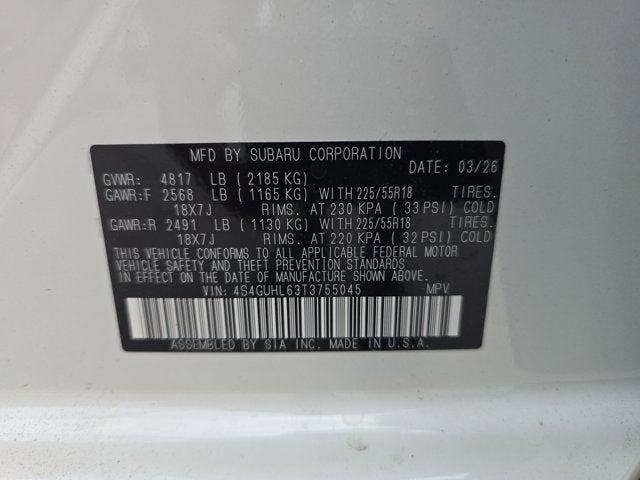 MFD BY SUBARU CORPORATION
DATE: 03/26
GVWR: 4817 LB (2185 KG)
GAWR:F 2568 LB (1165 KG) WITH 225/55R18 TIRES.
18X7J RIMS. AT 230 KPA (33 PSI) COLD
GAWR:R 2491 LB (1130 KG) WITH 225/55R18 TIRES.
18X7J RIMS. AT 220 KPA (32 PSI) COLD
THIS VEHICLE CONFORMS TO ALL APPLICABLE FEDERAL MOTOR
VEHICLE SAFETY AND THEFT PREVENTION STANDARDS
IN EFFECT ON THE DATE OF MANUFACTURE SHOWN ABOVE.
VIN: 4S4GUHL63T3755045 MPV
ASSEMBLED BY SIA INC. MADE IN U.S.A.